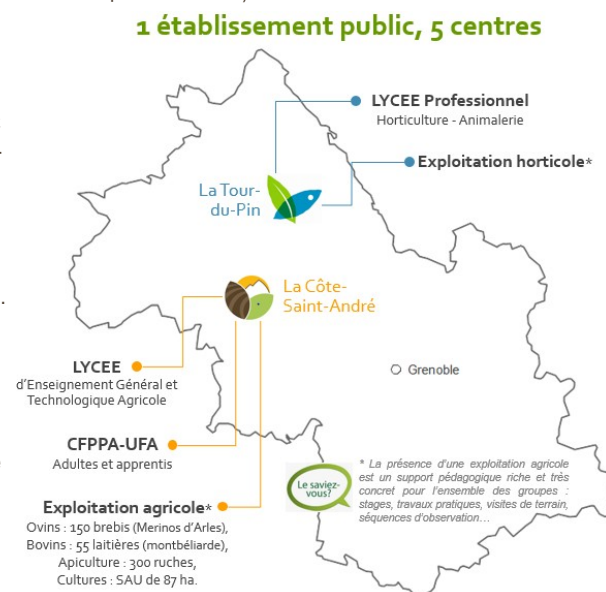 1 établissement public, 5 centres
LYCEE Professionnel
Horticulture - Animalerie
Exploitation horticole*
La Tour-
du-Pin
La Côte-
Saint-André
LYCEE
d'Enseignement Général et
Technologique Agricole
Grenoble
CFPPA-UFA
Adultes et apprentis
Exploitation agricole*
Ovins : 150 brebis (Merinos d'Arles),
Bovins : 55 laitières (montbéliarde),
Apiculture : 300 ruches,
Cultures : SAU de 87 ha.
Le saviez-
vous?
* La présence d'une exploitation agricole
est un support pédagogique riche et très
concret pour l'ensemble des groupes :
stages, travaux pratiques, visites de terrain,
séquences d'observation...